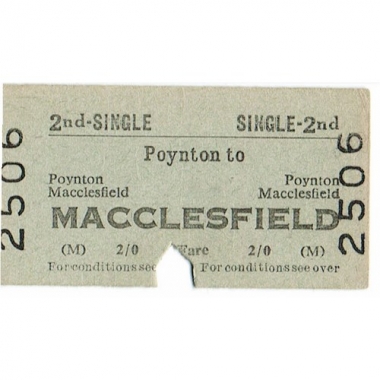 2nd-SINGLE SINGLE-2nd
Poynton to
Poynton Poynton
Macclesfield Macclesfield
MACCLESFIELD
(M) 2/0 Fare 2/0 (M)
For conditions see For conditions see over
2506 2506